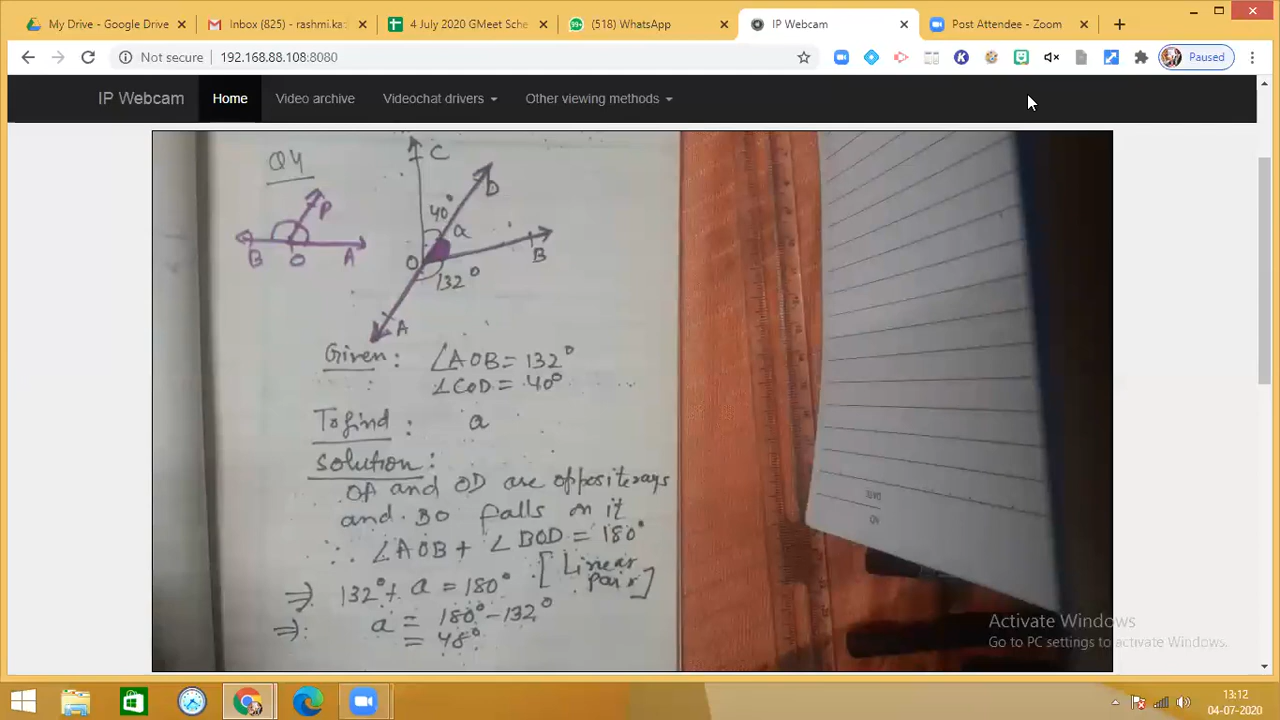 My Drive - Google Drive
Inbox (825) - rashmi.ka
4 July 2020 GMeet Sche
(518) WhatsApp
IP Webcam
Post Attendee - Zoom
Not secure
192.168.88.108:8080
Paused
IP Webcam
Home
Video archive
Videochat drivers
Other viewing methods
Q4
C
D
P
40°
a
B
O
A
O
B
132°
A
Given : ∠AOB = 132°
∠COD = 40°
To find : a
Solution :
OA and OD are opposite rays
and BO falls on it
∴ ∠AOB + ∠BOD = 180°
[Linear
pair]
⇒ 132° + a = 180°
⇒ a = 180° - 132°
= 48°
DATE
NO
Activate Windows
Go to PC settings to activate Windows.
13:12
04-07-2020